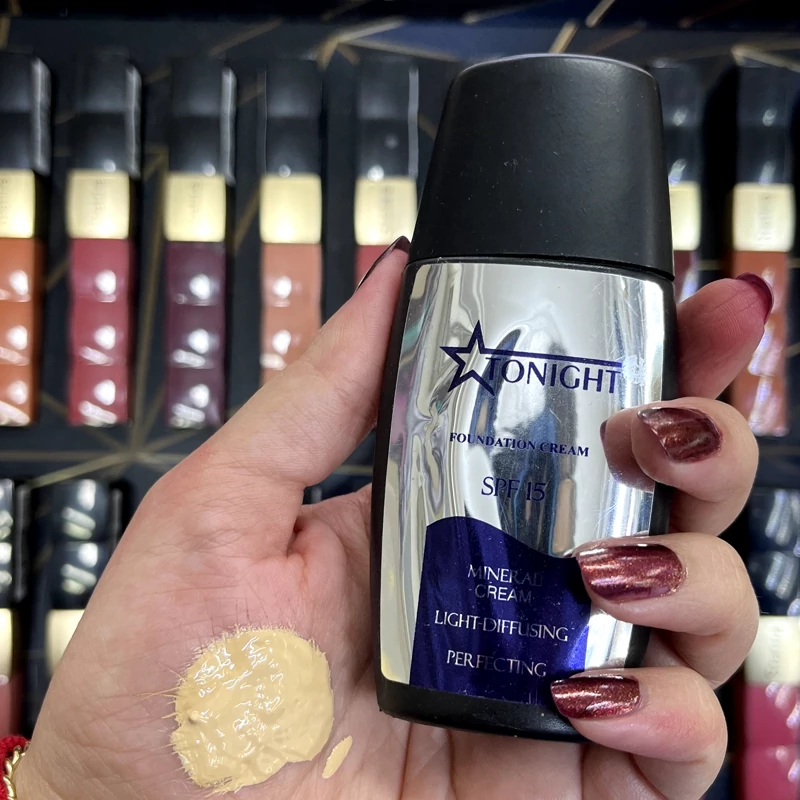 TONIGHT
FOUNDATION CREAM
SPF 15
MINERAL
CREAM
LIGHT-DIFFUSING
PERFECTING